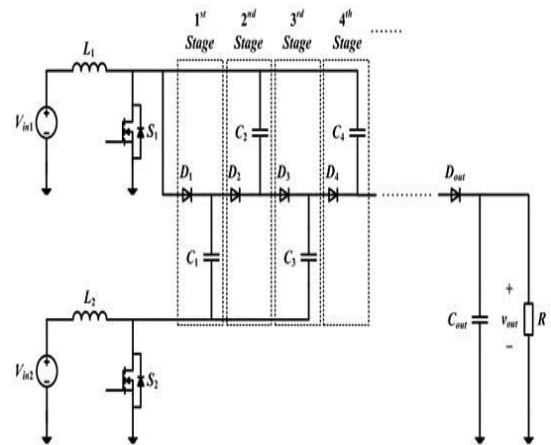 1st Stage
2nd Stage
3rd Stage
4th Stage
L1
Vin1
S1
C2
C4
D1
D2
D3
D4
Dout
C1
C3
L2
Vin2
S2
Cout
+
vout
−
R